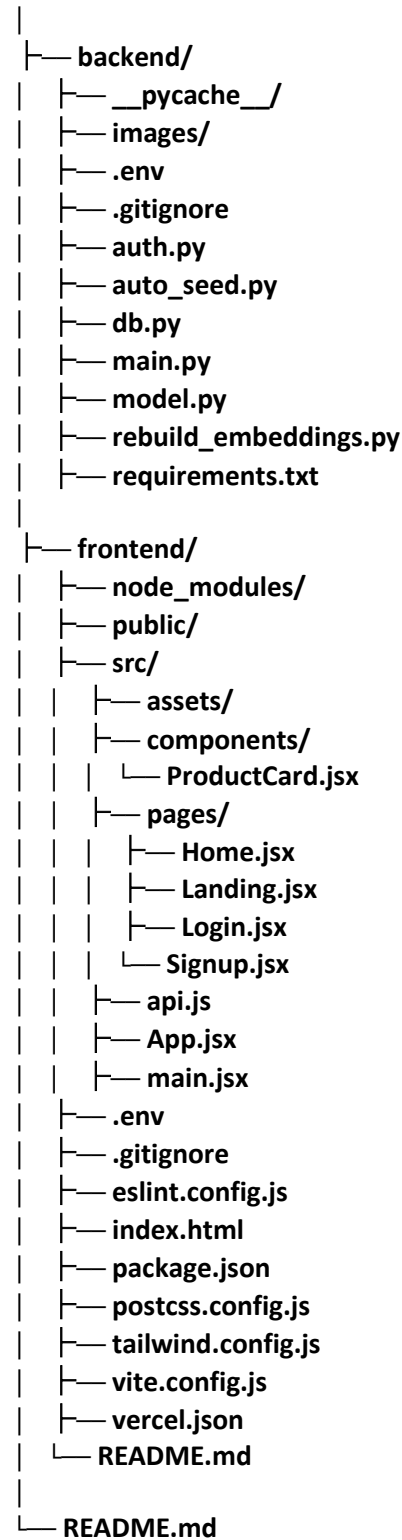 │
├── backend/
│   ├── __pycache__/
│   ├── images/
│   ├── .env
│   ├── .gitignore
│   ├── auth.py
│   ├── auto_seed.py
│   ├── db.py
│   ├── main.py
│   ├── model.py
│   ├── rebuild_embeddings.py
│   ├── requirements.txt
│
├── frontend/
│   ├── node_modules/
│   ├── public/
│   ├── src/
│   │   ├── assets/
│   │   ├── components/
│   │   │   └── ProductCard.jsx
│   │   ├── pages/
│   │   │   ├── Home.jsx
│   │   │   ├── Landing.jsx
│   │   │   ├── Login.jsx
│   │   │   └── Signup.jsx
│   │   ├── api.js
│   │   ├── App.jsx
│   │   ├── main.jsx
│   ├── .env
│   ├── .gitignore
│   ├── eslint.config.js
│   ├── index.html
│   ├── package.json
│   ├── postcss.config.js
│   ├── tailwind.config.js
│   ├── vite.config.js
│   ├── vercel.json
│   └── README.md
│
└── README.md